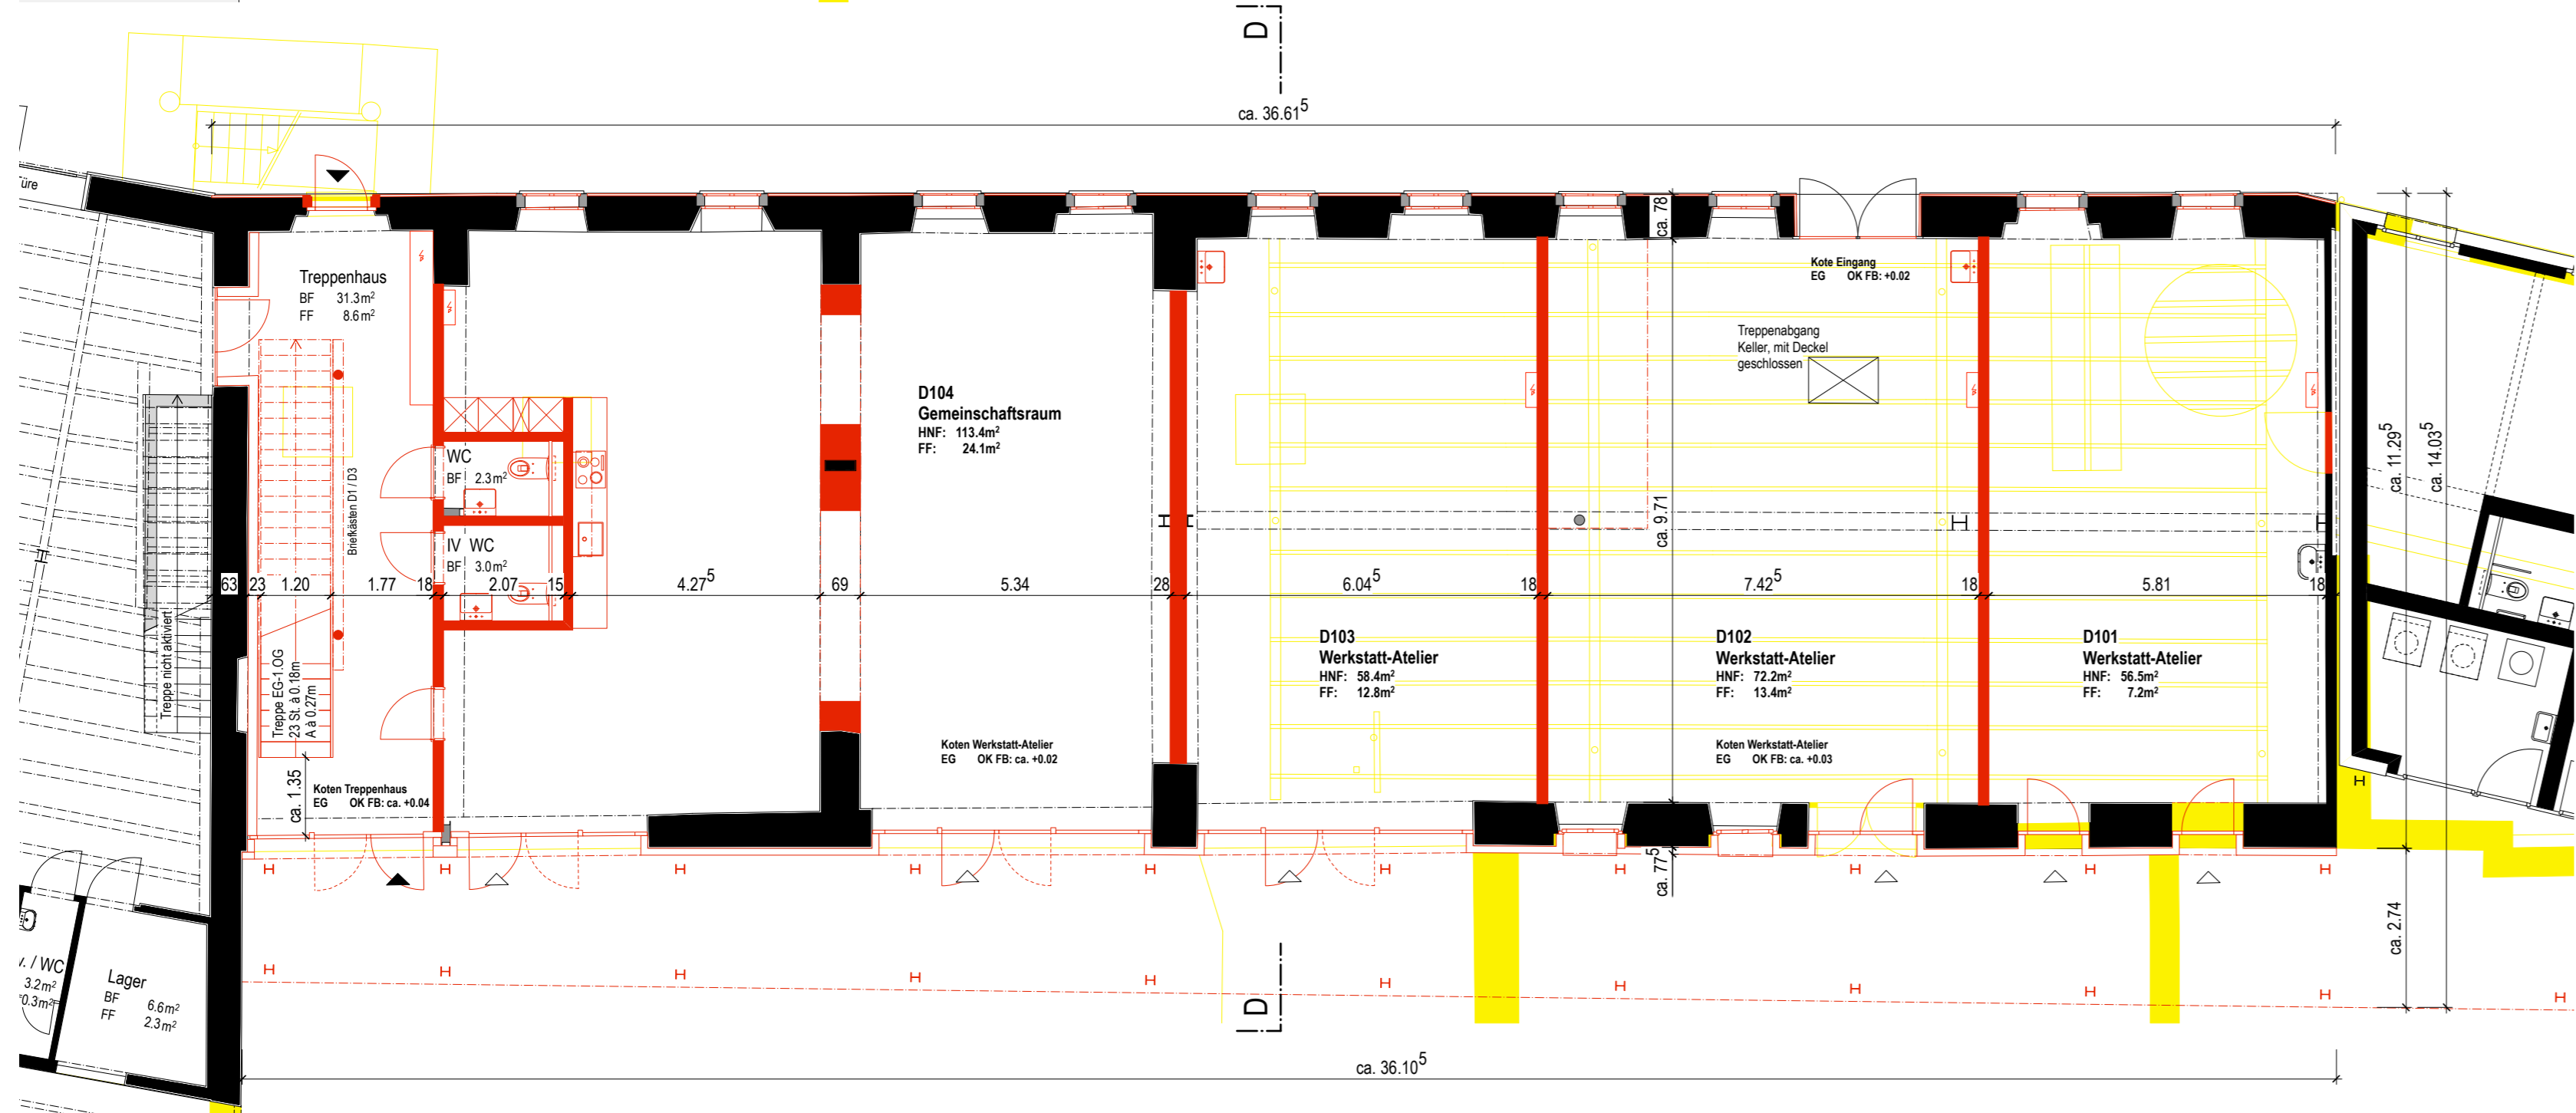 D
ca. 36.61⁵
üre
ca. 78
Treppenhaus
BF 31.3m²
FF 8.6m²
Kote Eingang
EG OK FB: +0.02
Treppenabgang
Keller, mit Deckel
geschlossen
D104
Gemeinschaftsraum
HNF: 113.4m²
FF: 24.1m²
ca. 11.29⁵
ca. 14.03⁵
WC
BF 2.3m²
Briefkästen D1 / D3
ca. 9.71
IV WC
BF 3.0m²
63 23 1.20 1.77 18 2.07 15 4.27⁵ 69 5.34 28 6.04⁵ 18 7.42⁵ 18 5.81 18
Treppe nicht aktiviert
Treppe EG-1.OG
23 St. à 0.18m
A à 0.27m
D103
Werkstatt-Atelier
HNF: 58.4m²
FF: 12.8m²
D102
Werkstatt-Atelier
HNF: 72.2m²
FF: 13.4m²
D101
Werkstatt-Atelier
HNF: 56.5m²
FF: 7.2m²
Koten Werkstatt-Atelier
EG OK FB: ca. +0.02
Koten Werkstatt-Atelier
EG OK FB: ca. +0.03
ca. 1.35
Koten Treppenhaus
EG OK FB: ca. +0.04
ca. 77⁵
ca. 2.74
/. / WC
3.2m²
0.3m²
Lager
BF 6.6m²
FF 2.3m²
D
ca. 36.10⁵